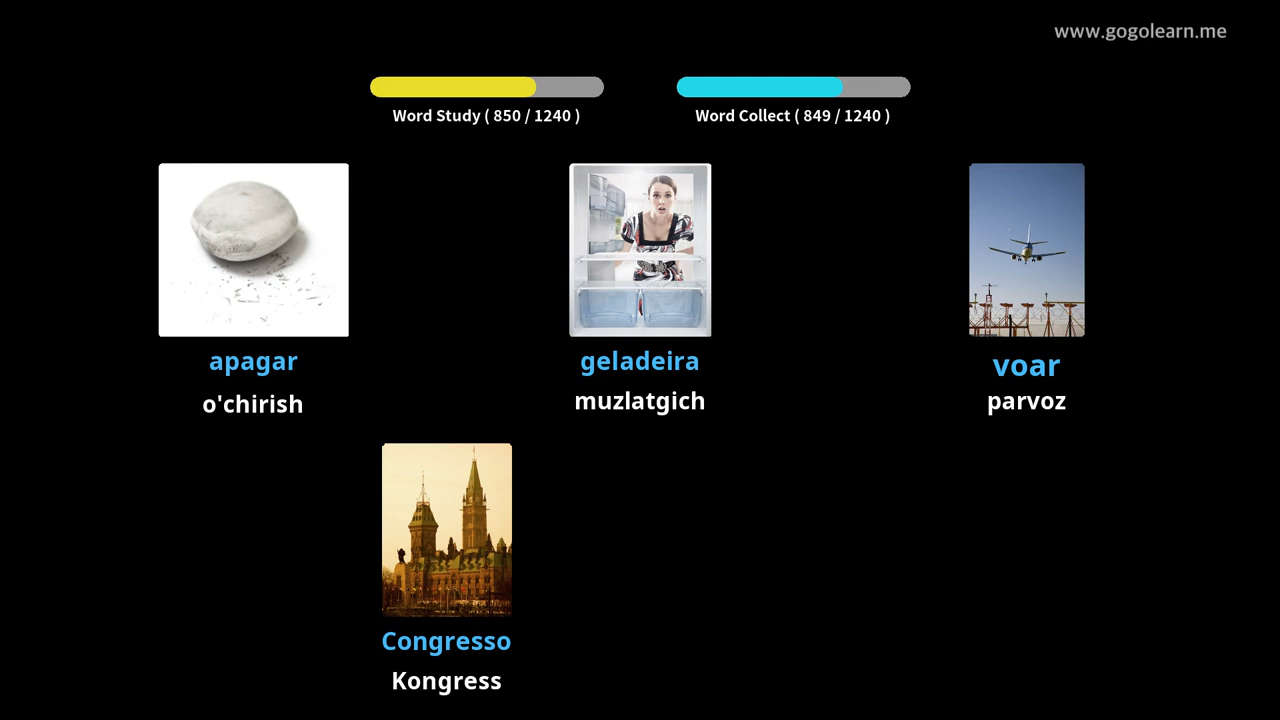 www.gogolearn.me
Word Study ( 850 / 1240 )
Word Collect ( 849 / 1240 )
apagar
o'chirish
geladeira
muzlatgich
voar
parvoz
Congresso
Kongress